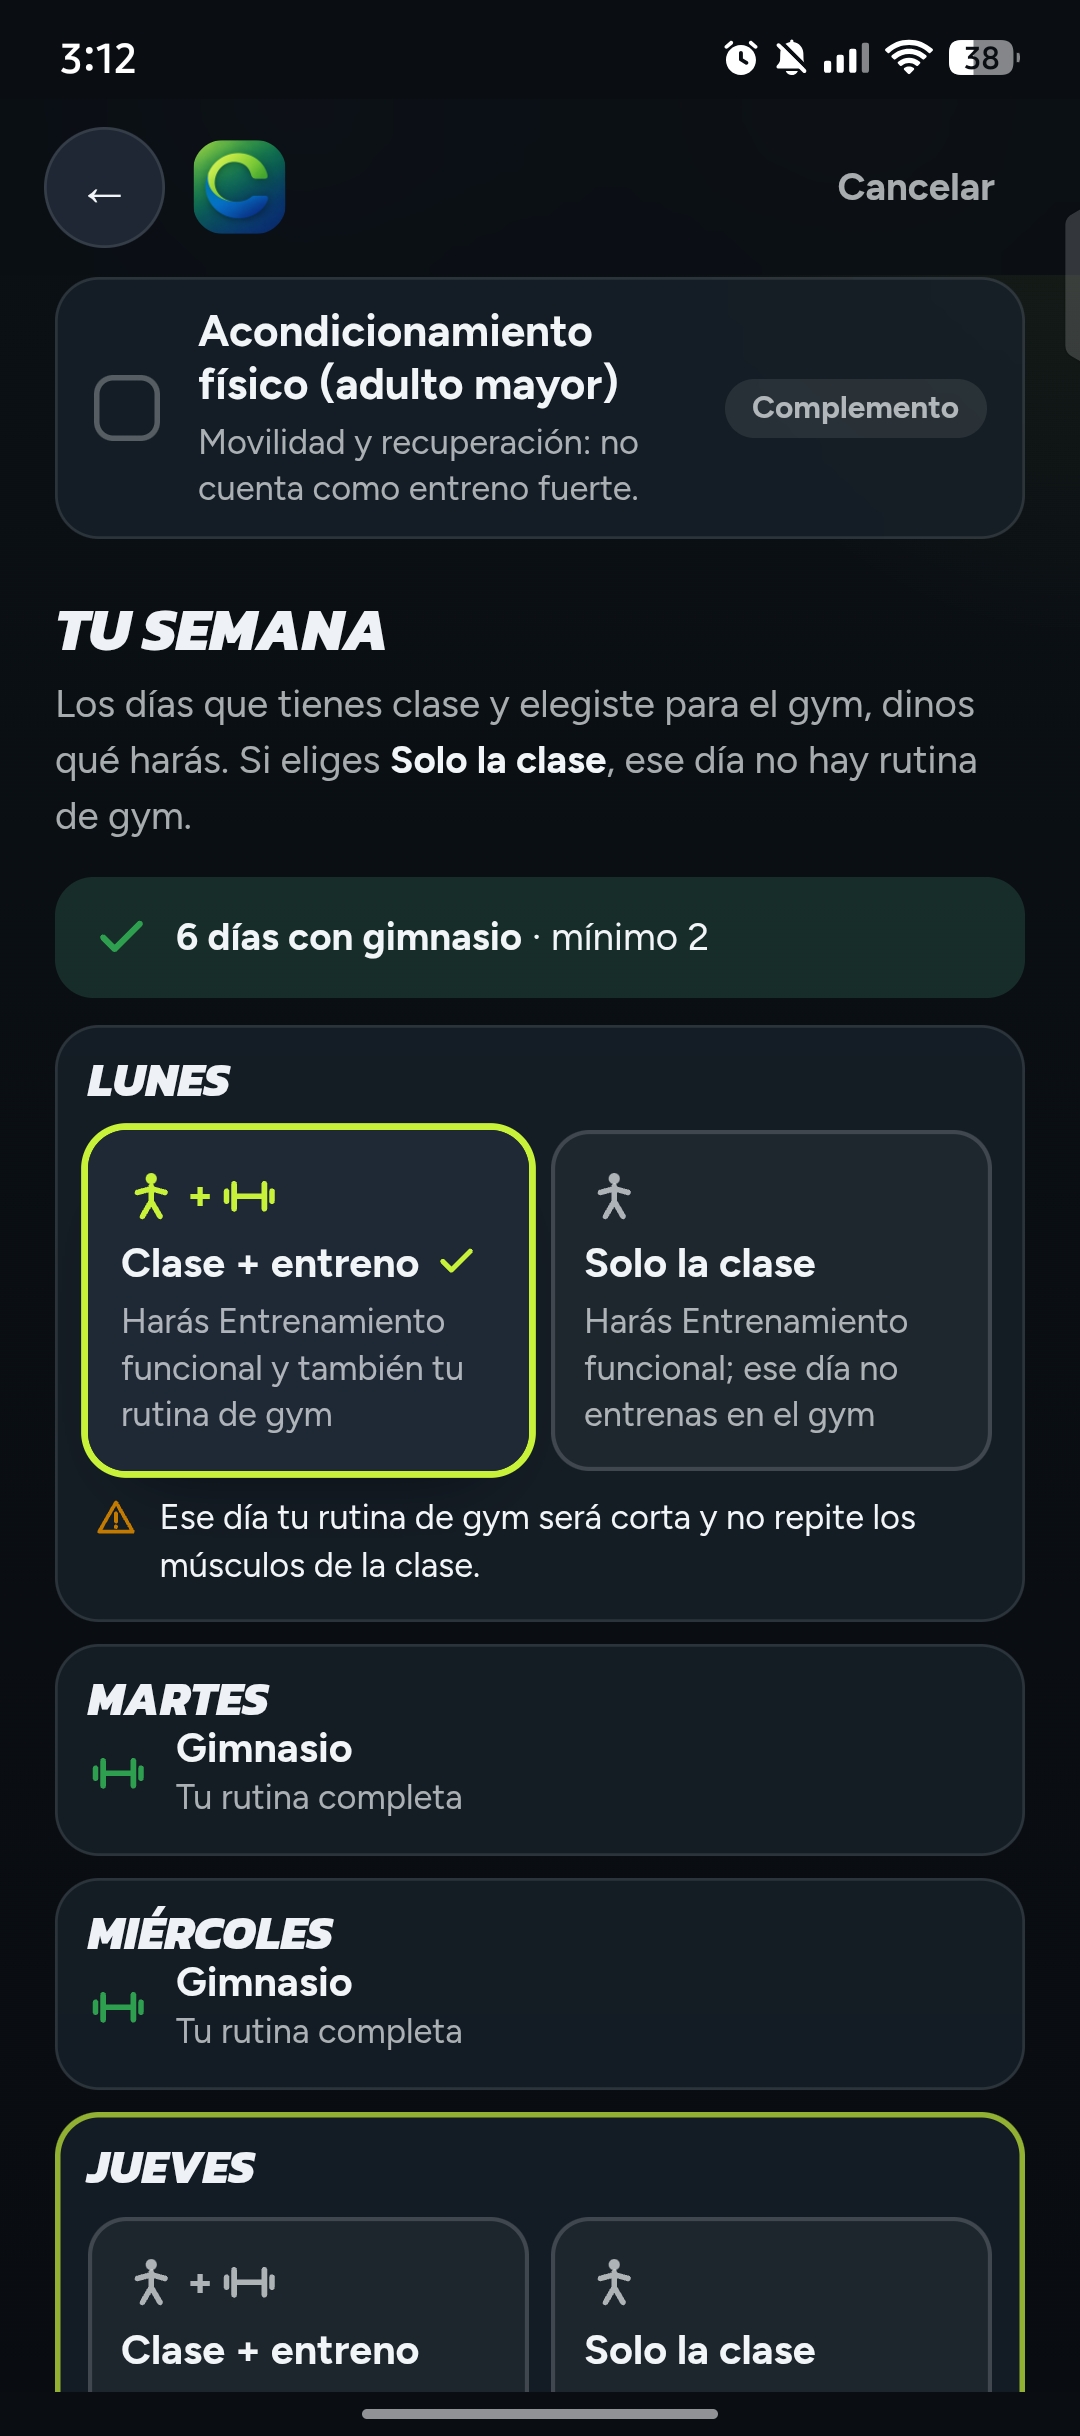 3:12
38
← Cancelar
Acondicionamiento
físico (adulto mayor)
Complemento
Movilidad y recuperación: no
cuenta como entreno fuerte.
TU SEMANA
Los días que tienes clase y elegiste para el gym, dinos
qué harás. Si eliges Solo la clase, ese día no hay rutina
de gym.
6 días con gimnasio · mínimo 2
LUNES
+
Clase + entreno
Harás Entrenamiento
funcional y también tu
rutina de gym
Solo la clase
Harás Entrenamiento
funcional; ese día no
entrenas en el gym
Ese día tu rutina de gym será corta y no repite los
músculos de la clase.
MARTES
Gimnasio
Tu rutina completa
MIÉRCOLES
Gimnasio
Tu rutina completa
JUEVES
+
Clase + entreno
Solo la clase